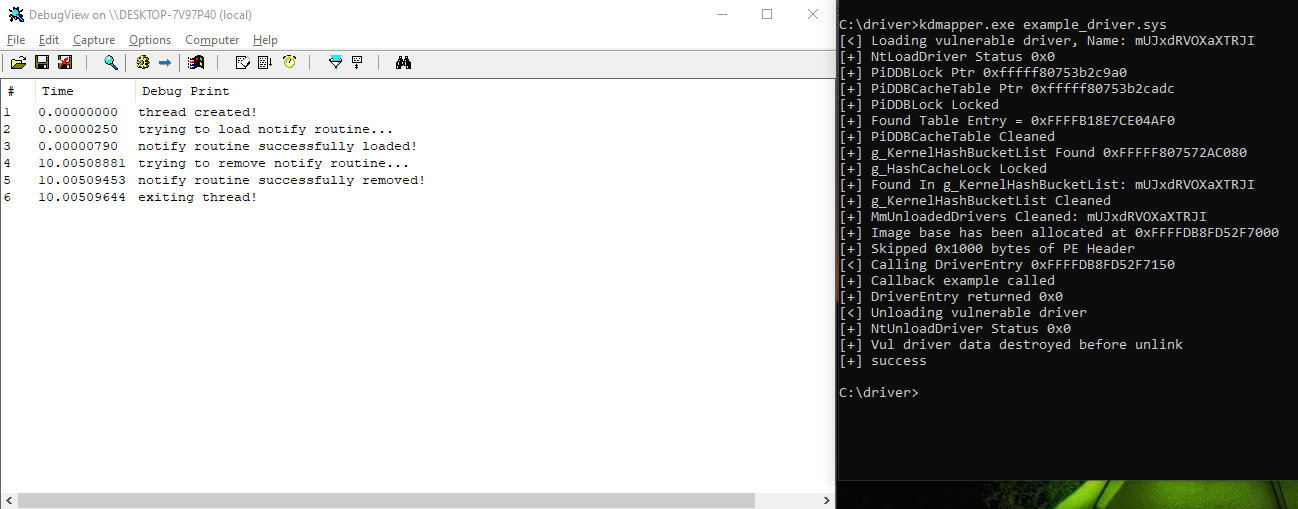 DebugView on \\DESKTOP-7V97P40 (local)
File Edit Capture Options Computer Help
# Time Debug Print
1 0.00000000 thread created!
2 0.00000250 trying to load notify routine...
3 0.00000790 notify routine successfully loaded!
4 10.00508881 trying to remove notify routine...
5 10.00509453 notify routine successfully removed!
6 10.00509644 exiting thread!
C:\driver>kdmapper.exe example_driver.sys
[<] Loading vulnerable driver, Name: mUJxdRVOXaXTRJI
[+] NtLoadDriver Status 0x0
[+] PiDDBLock Ptr 0xfffff80753b2c9a0
[+] PiDDBCacheTable Ptr 0xfffff80753b2cadc
[+] PiDDBLock Locked
[+] Found Table Entry = 0xFFFFB18E7CE04AF0
[+] PiDDBCacheTable Cleaned
[+] g_KernelHashBucketList Found 0xFFFFF807572AC080
[+] g_HashCacheLock Locked
[+] Found In g_KernelHashBucketList: mUJxdRVOXaXTRJI
[+] g_KernelHashBucketList Cleaned
[+] MmUnloadedDrivers Cleaned: mUJxdRVOXaXTRJI
[+] Image base has been allocated at 0xFFFFDB8FD52F7000
[+] Skipped 0x1000 bytes of PE Header
[<] Calling DriverEntry 0xFFFFDB8FD52F7150
[+] Callback example called
[+] DriverEntry returned 0x0
[<] Unloading vulnerable driver
[+] NtUnloadDriver Status 0x0
[+] Vul driver data destroyed before unlink
[+] success
C:\driver>